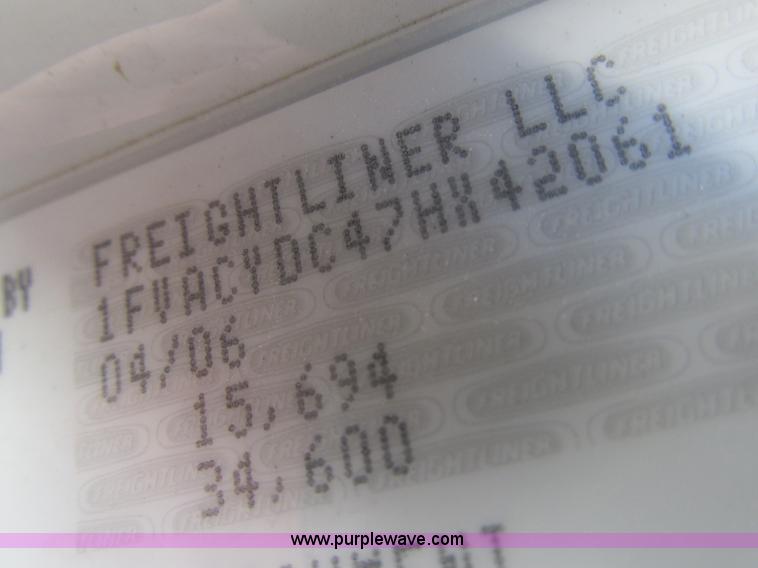 FREIGHTLINER LLC
BY 1FVACYDC47HX42061
04/06
15,694
34,600
www.purplewave.com